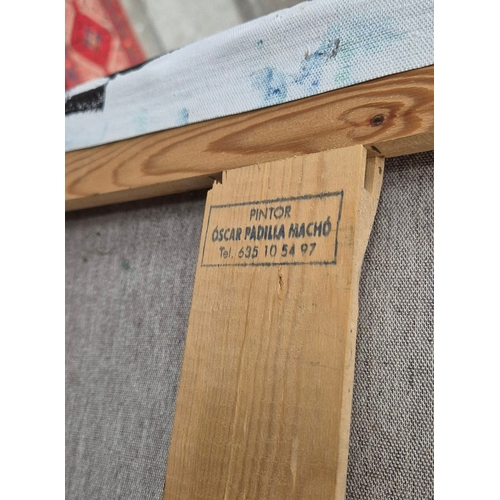 PINTOR
ÓSCAR PADILLA MACHÓ
Tel. 635 10 54 97